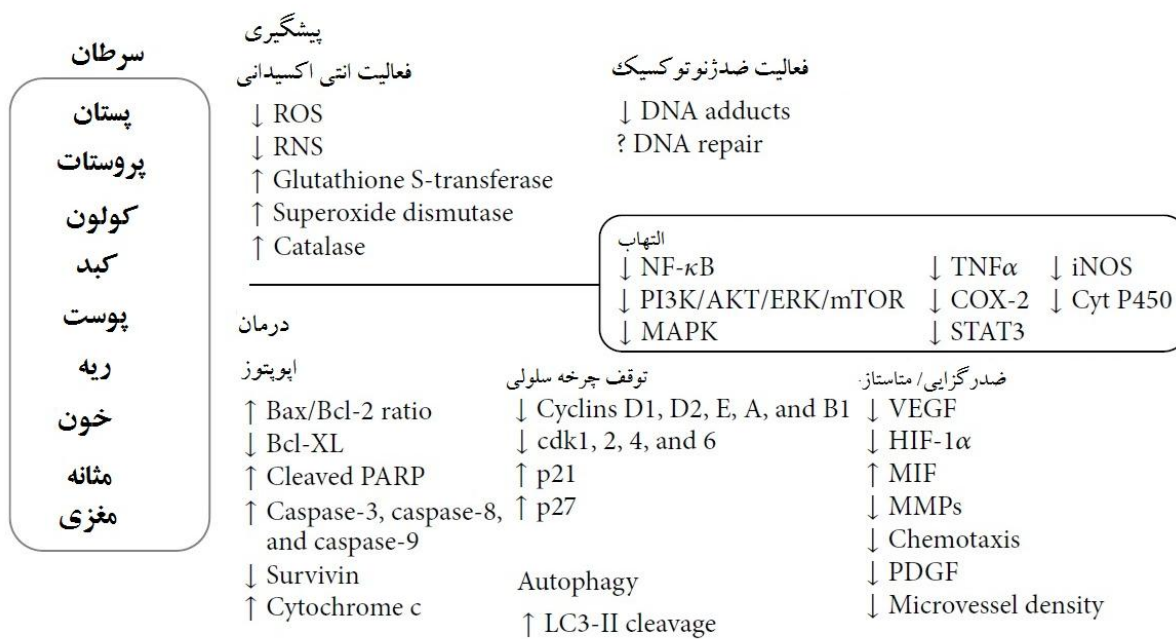 سرطان
پستان
پروستات
کولون
کبد
پوست
ریه
خون
مثانه
مغزی
پیشگیری
فعالیت انتی اکسیدانی
↓ ROS
↓ RNS
↑ Glutathione S-transferase
↑ Superoxide dismutase
↑ Catalase
فعالیت ضدژنوتوکسیک
↓ DNA adducts
? DNA repair
التهاب
↓ NF-κB
↓ PI3K/AKT/ERK/mTOR
↓ MAPK
↓ TNFα
↓ COX-2
↓ STAT3
↓ iNOS
↓ Cyt P450
درمان
اپوپتوز
↑ Bax/Bcl-2 ratio
↓ Bcl-XL
↑ Cleaved PARP
↑ Caspase-3, caspase-8,
and caspase-9
↓ Survivin
↑ Cytochrome c
توقف چرخه سلولی
↓ Cyclins D1, D2, E, A, and B1
↓ cdk1, 2, 4, and 6
↑ p21
↑ p27
Autophagy
↑ LC3-II cleavage
ضدرگزایی/ متاستاز.
↓ VEGF
↓ HIF-1α
↑ MIF
↓ MMPs
↓ Chemotaxis
↓ PDGF
↓ Microvessel density